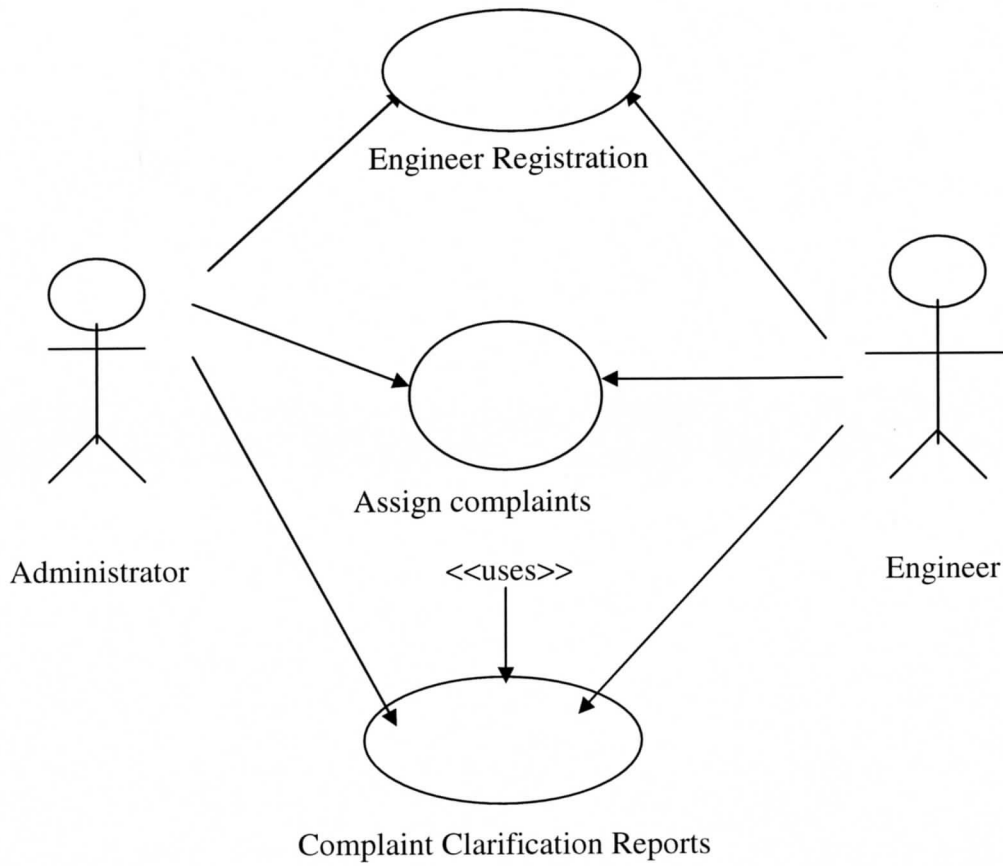 Engineer Registration
Assign complaints
Administrator
<<uses>>
Engineer
Complaint Clarification Reports